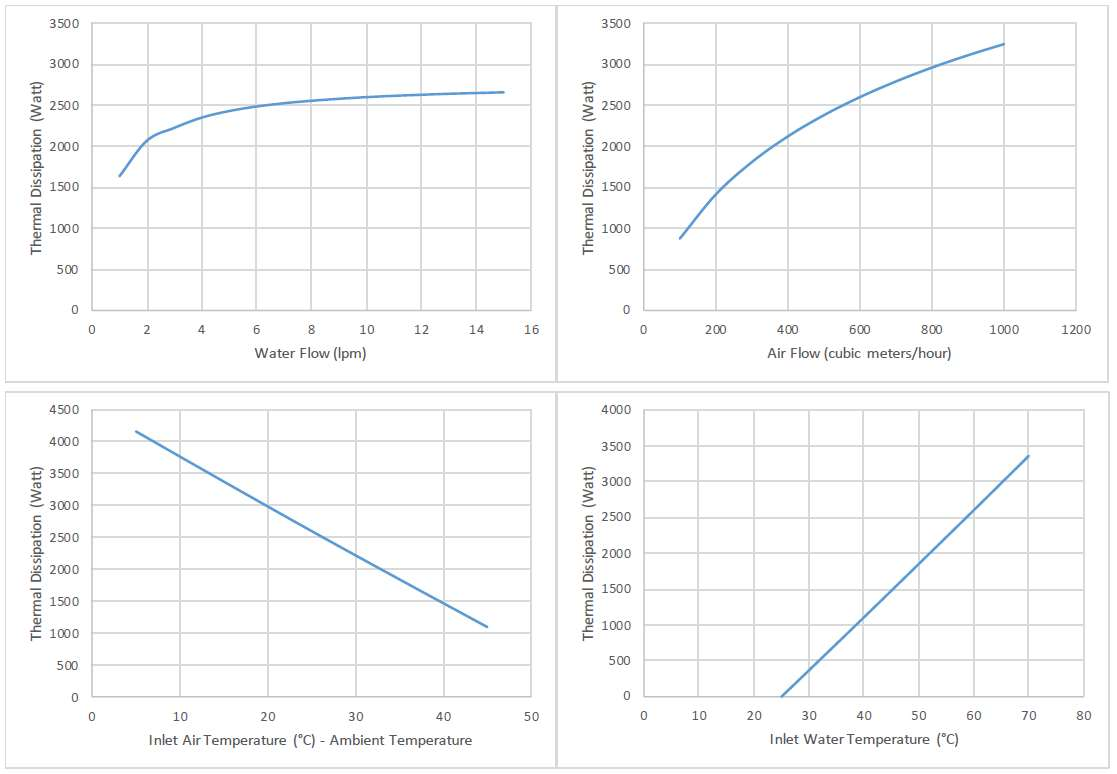 3500
3000
2500
2000
1500
1000
500
0
Thermal Dissipation (Watt)
0 2 4 6 8 10 12 14 16
Water Flow (lpm)
3500
3000
2500
2000
1500
1000
500
0
Thermal Dissipation (Watt)
0 200 400 600 800 1000 1200
Air Flow (cubic meters/hour)
4500
4000
3500
3000
2500
2000
1500
1000
500
0
Thermal Dissipation (Watt)
0 10 20 30 40 50
Inlet Air Temperature (°C) - Ambient Temperature
4000
3500
3000
2500
2000
1500
1000
500
0
Thermal Dissipation (Watt)
0 10 20 30 40 50 60 70 80
Inlet Water Temperature (°C)